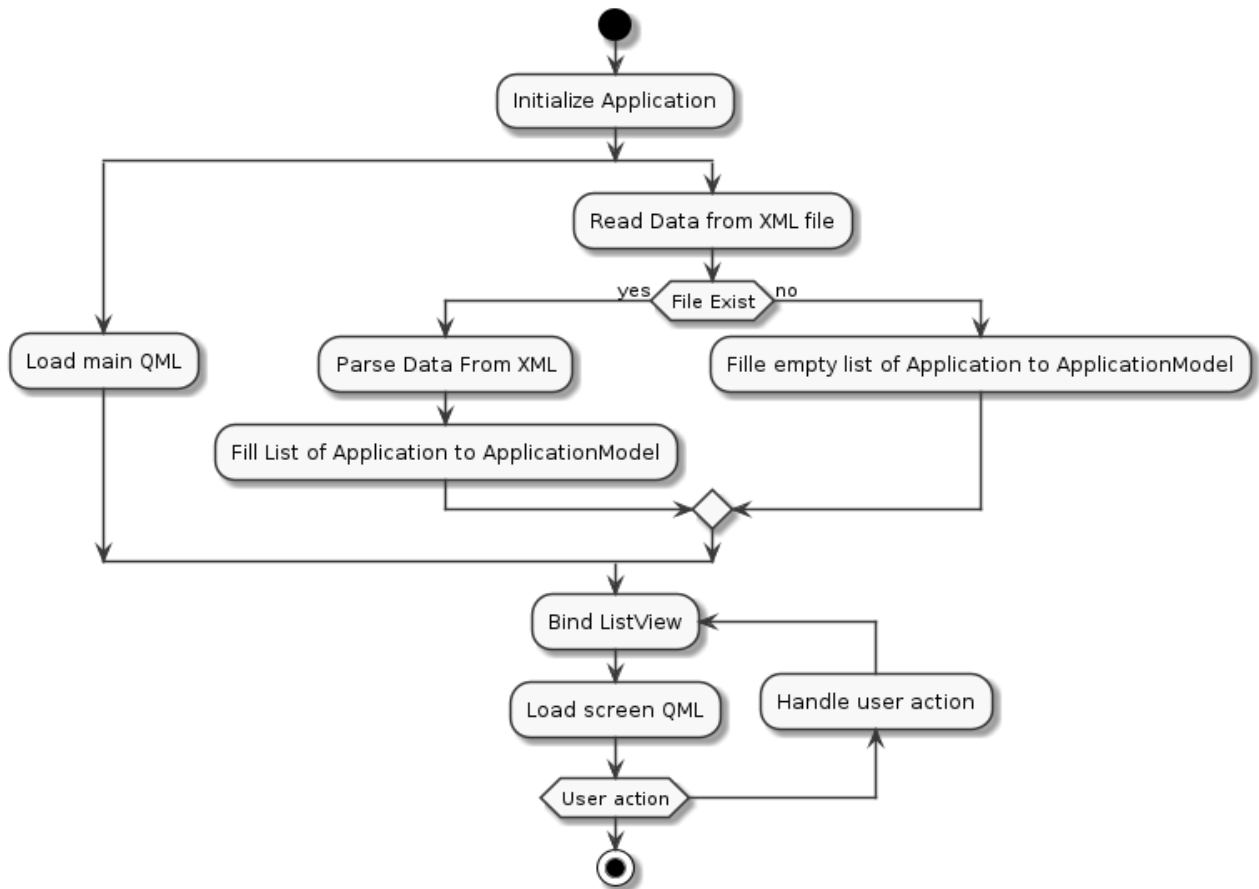 Initialize Application
Read Data from XML file
yes
File Exist
no
Load main QML
Parse Data From XML
Fille empty list of Application to ApplicationModel
Fill List of Application to ApplicationModel
Bind ListView
Handle user action
Load screen QML
User action